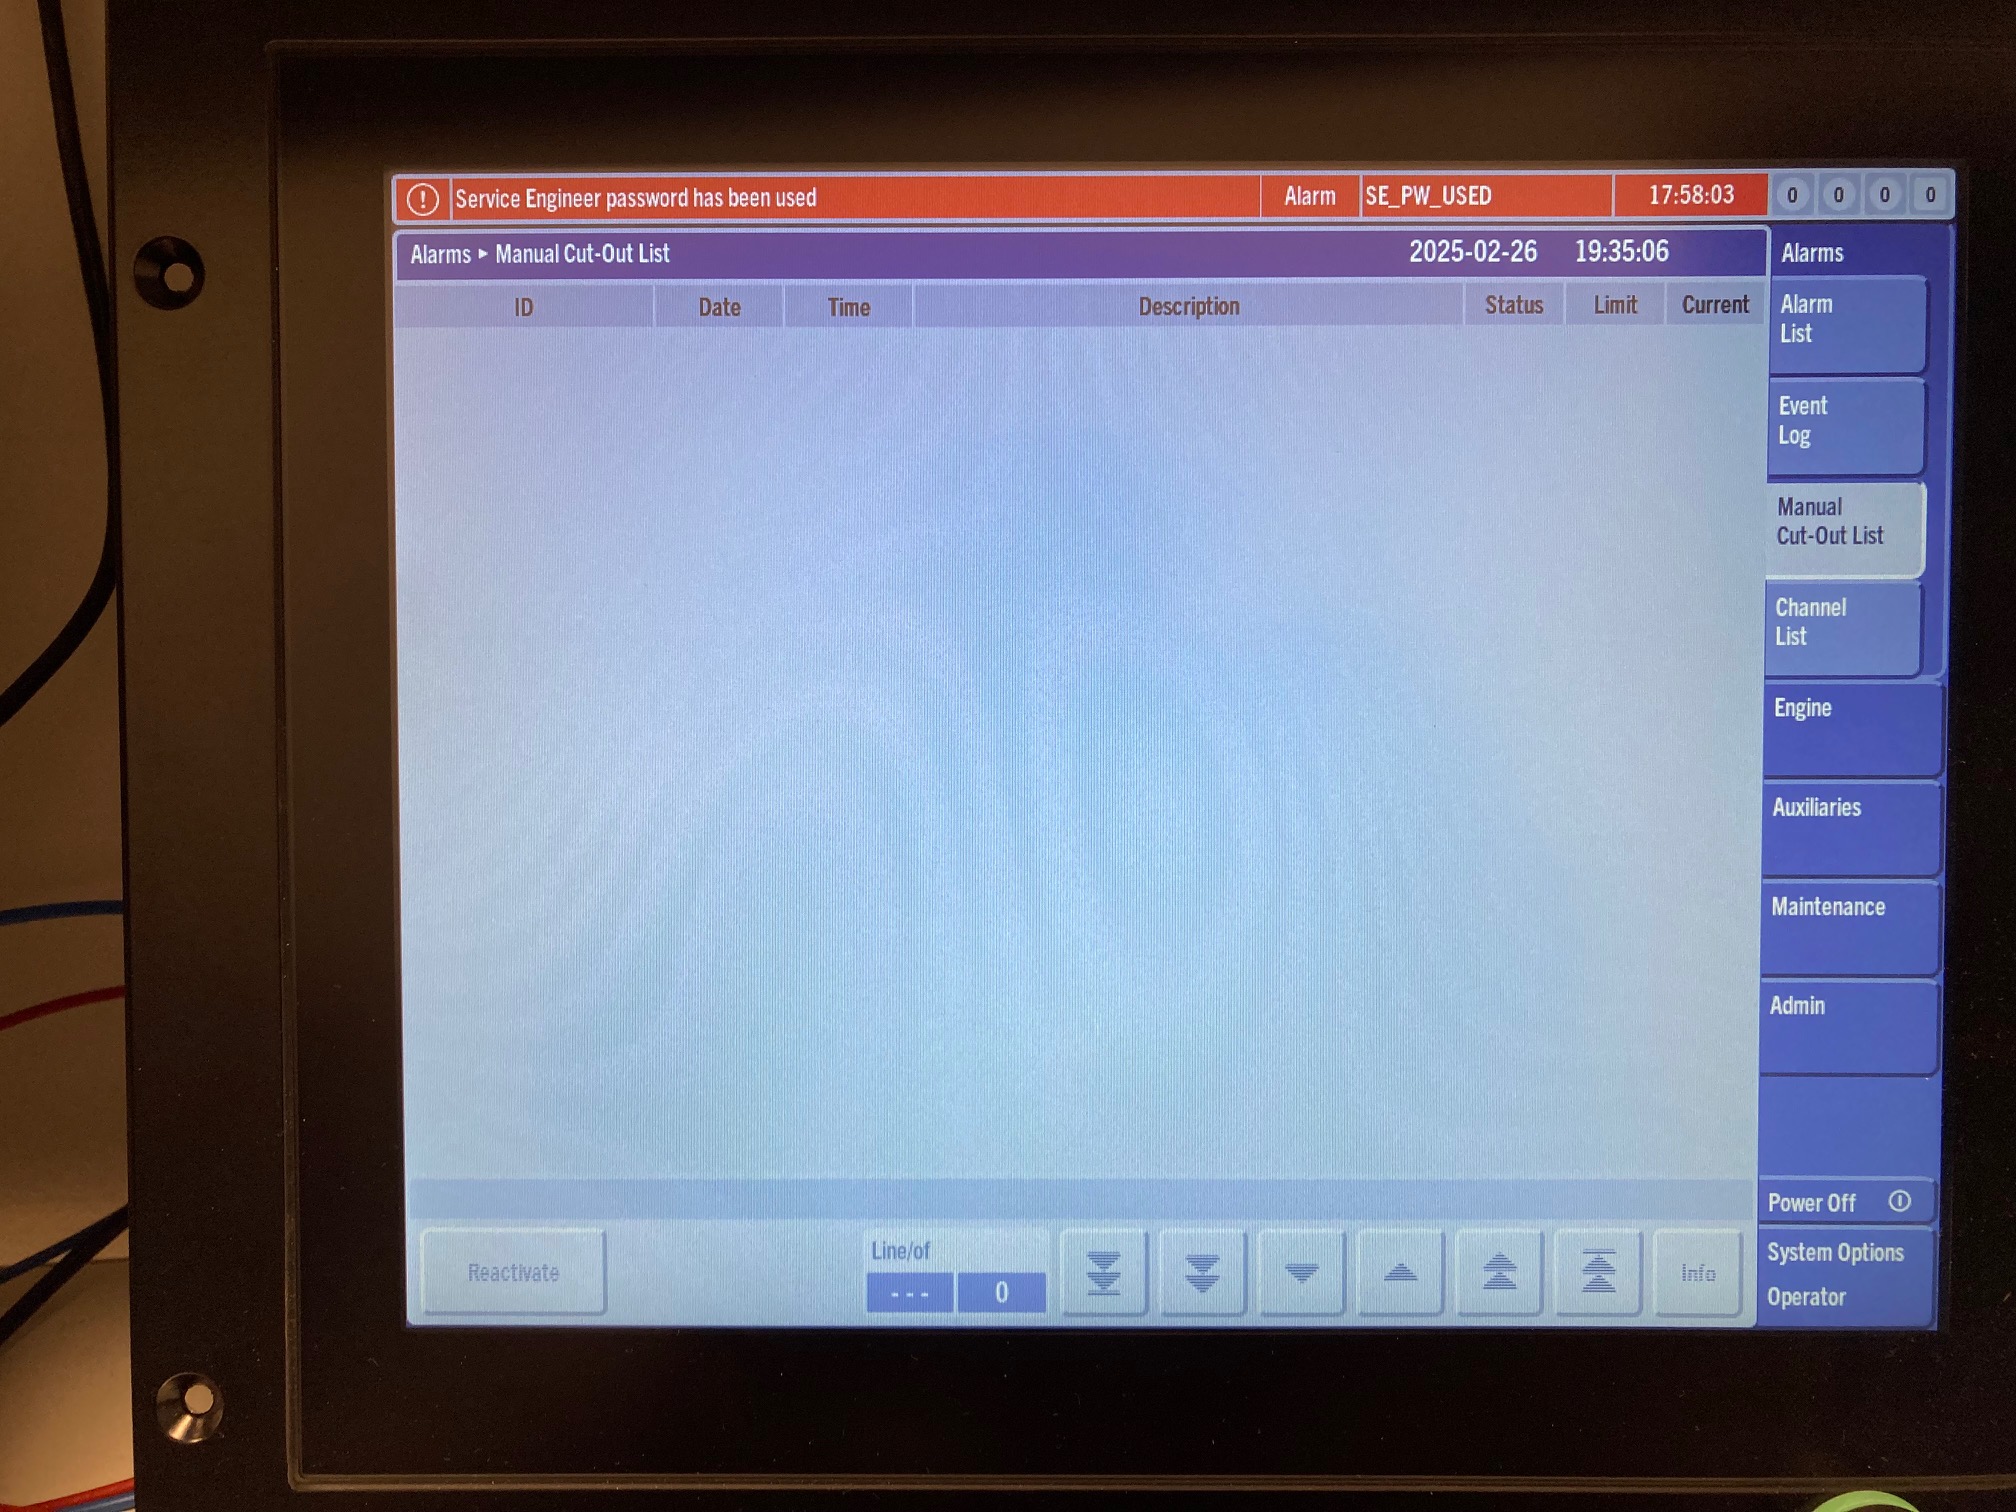 Service Engineer password has been used Alarm SE_PW_USED 17:58:03 0 0 0 0
Alarms ▸ Manual Cut-Out List 2025-02-26 19:35:06
ID Date Time Description Status Limit Current
Alarms
Alarm
List
Event
Log
Manual
Cut-Out List
Channel
List
Engine
Auxiliaries
Maintenance
Admin
Power Off
System Options
Operator
Reactivate
Line/of
--- 0
Info